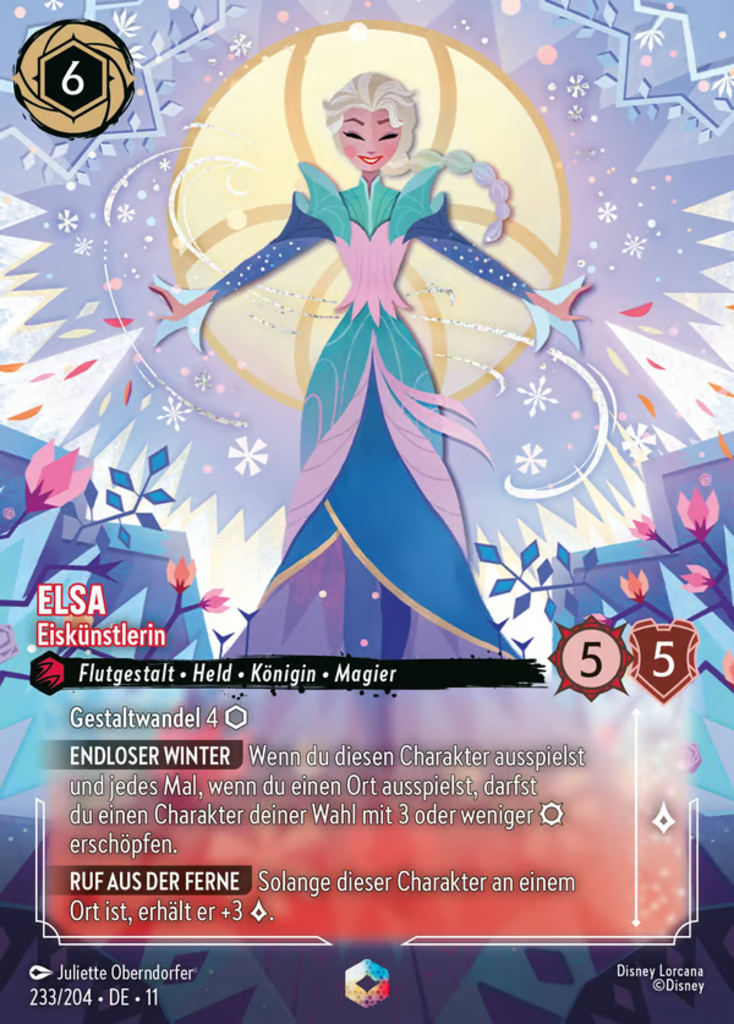 6
ELSA
Eiskünstlerin
Flutgestalt • Held • Königin • Magier
5 5
Gestaltwandel 4
ENDLOSER WINTER Wenn du diesen Charakter ausspielst
und jedes Mal, wenn du einen Ort ausspielst, darfst
du einen Charakter deiner Wahl mit 3 oder weniger
erschöpfen.
RUF AUS DER FERNE Solange dieser Charakter an einem
Ort ist, erhält er +3 .
Juliette Oberndorfer
Disney Lorcana
233/204 • DE • 11
©Disney